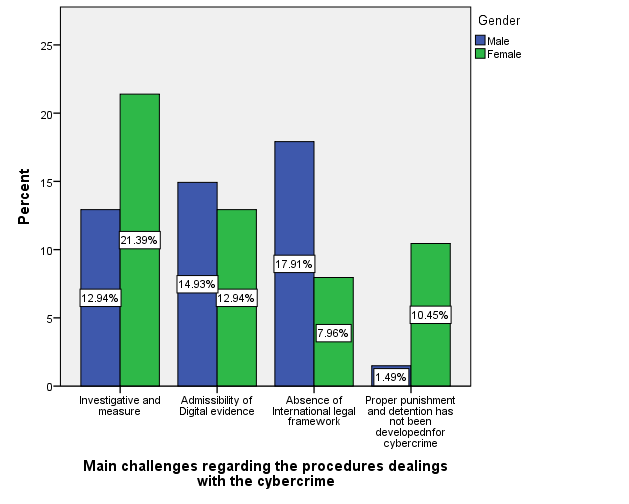 Gender
Male
Female
25
20
15
10
5
0
Percent
12.94%
21.39%
14.93%
12.94%
17.91%
7.96%
1.49%
10.45%
Investigative and
measure
Admissibility of
Digital evidence
Absence of
International legal
framework
Proper punishment
and detention has
not been
developednfor
cybercrime
Main challenges regarding the procedures dealings
with the cybercrime